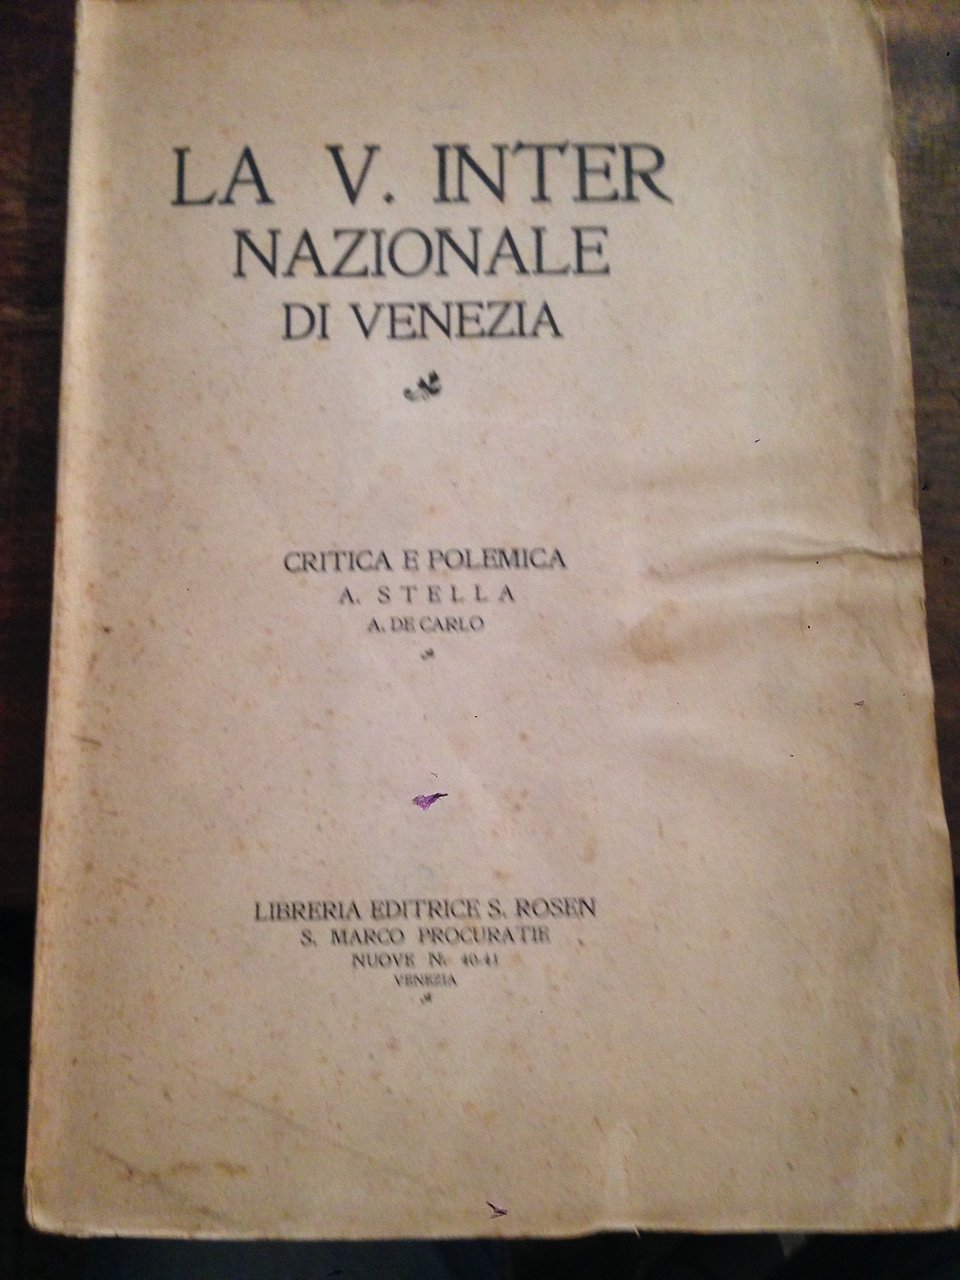 LA V. INTER
NAZIONALE
DI VENEZIA
CRITICA E POLEMICA
A. STELLA
A. DE CARLO
LIBRERIA EDITRICE S. ROSEN
S. MARCO PROCURATIE
NUOVE N. 40-41
VENEZIA